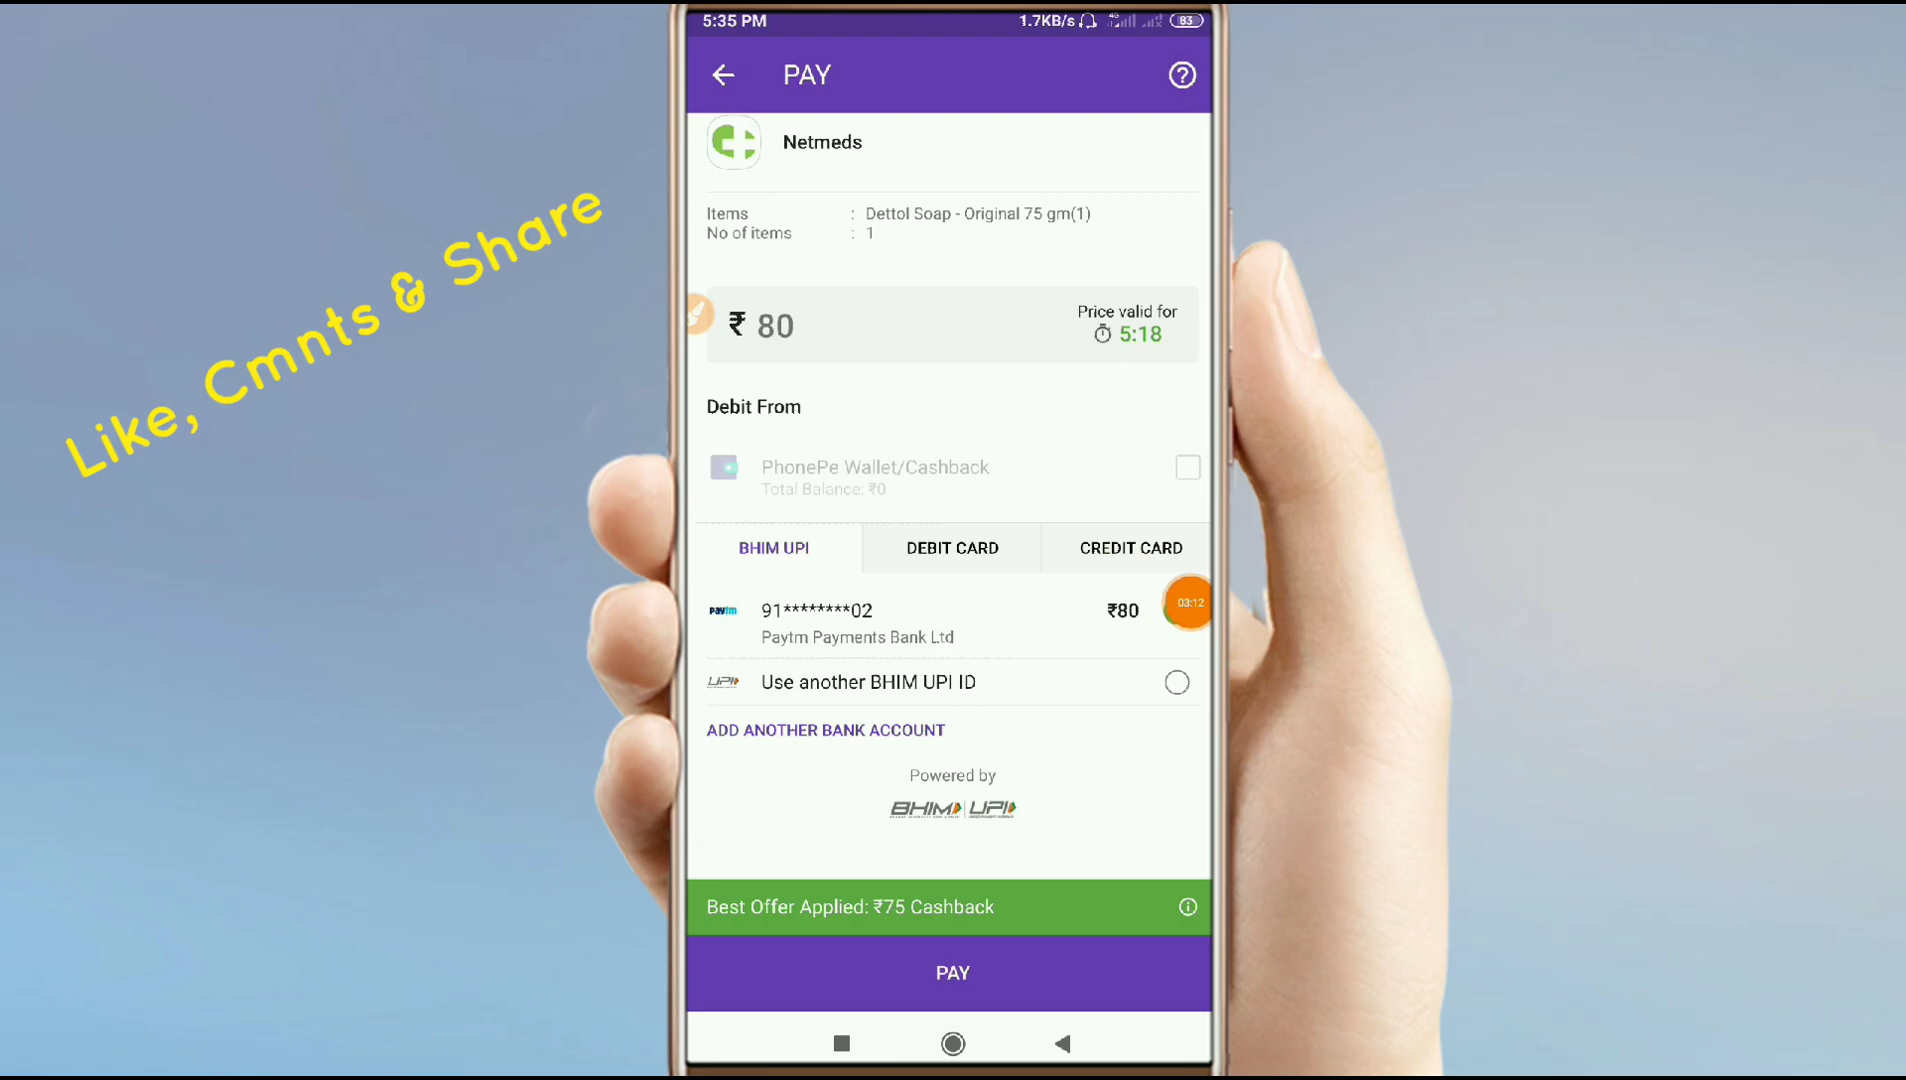 5:35 PM 1.7KB/s 4G 83
PAY
Netmeds
Items : Dettol Soap - Original 75 gm(1)
No of items : 1
Like, Cmnts & Share
₹ 80
Price valid for
5:18
Debit From
PhonePe Wallet/Cashback
Total Balance: ₹0
BHIM UPI DEBIT CARD CREDIT CARD
paytm 91********02 ₹80
03:12
Paytm Payments Bank Ltd
UPI Use another BHIM UPI ID
ADD ANOTHER BANK ACCOUNT
Powered by
BHIM UPI
Best Offer Applied: ₹75 Cashback
PAY